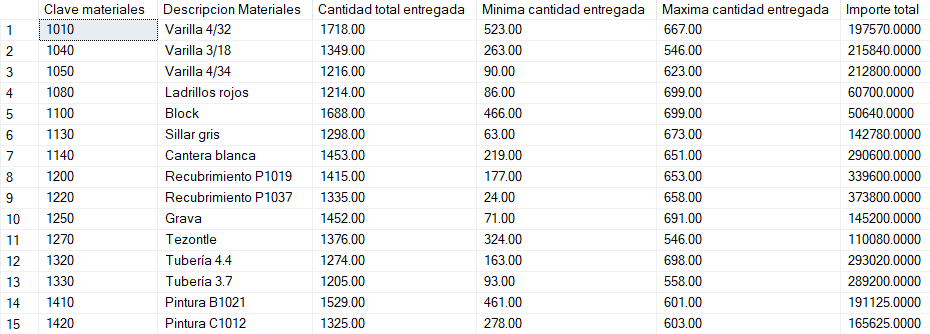 Clave materiales Descripcion Materiales Cantidad total entregada Minima cantidad entregada Maxima cantidad entregada Importe total
1 1010 Varilla 4/32 1718.00 523.00 667.00 197570.0000
2 1040 Varilla 3/18 1349.00 263.00 546.00 215840.0000
3 1050 Varilla 4/34 1216.00 90.00 623.00 212800.0000
4 1080 Ladrillos rojos 1214.00 86.00 699.00 60700.0000
5 1100 Block 1688.00 466.00 699.00 50640.0000
6 1130 Sillar gris 1298.00 63.00 673.00 142780.0000
7 1140 Cantera blanca 1453.00 219.00 651.00 290600.0000
8 1200 Recubrimiento P1019 1415.00 177.00 653.00 339600.0000
9 1220 Recubrimiento P1037 1335.00 24.00 658.00 373800.0000
10 1250 Grava 1452.00 71.00 691.00 145200.0000
11 1270 Tezontle 1376.00 324.00 546.00 110080.0000
12 1320 Tubería 4.4 1274.00 163.00 698.00 293020.0000
13 1330 Tubería 3.7 1205.00 93.00 558.00 289200.0000
14 1410 Pintura B1021 1529.00 461.00 601.00 191125.0000
15 1420 Pintura C1012 1325.00 278.00 603.00 165625.0000